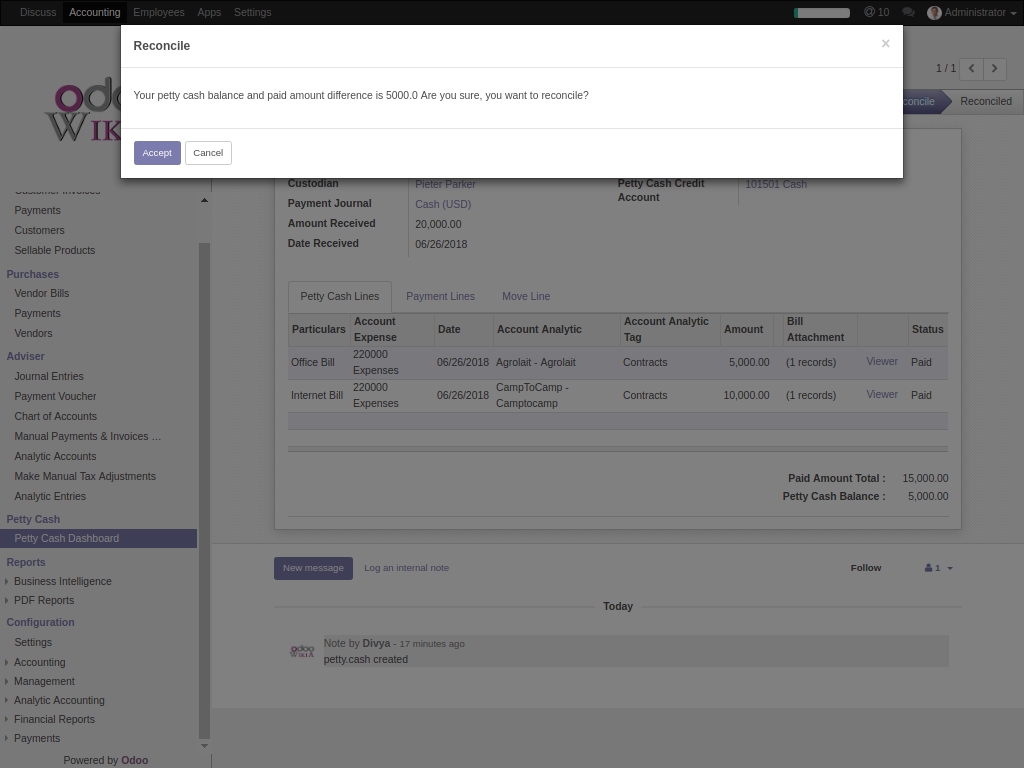 Discuss Accounting Employees Apps Settings @ 10 Administrator
Reconcile ×
Your petty cash balance and paid amount difference is 5000.0 Are you sure, you want to reconcile?
Accept Cancel
1 / 1
concile Reconciled
odo
WIK
Payments
Customers
Sellable Products
Purchases
Vendor Bills
Payments
Vendors
Adviser
Journal Entries
Payment Voucher
Chart of Accounts
Manual Payments & Invoices ...
Analytic Accounts
Make Manual Tax Adjustments
Analytic Entries
Petty Cash
Petty Cash Dashboard
Reports
Business Intelligence
PDF Reports
Configuration
Settings
Accounting
Management
Analytic Accounting
Financial Reports
Payments
Powered by Odoo
Custodian Pieter Parker
Payment Journal Cash (USD)
Amount Received 20,000.00
Date Received 06/26/2018
Petty Cash Credit
Account 101501 Cash
Petty Cash Lines Payment Lines Move Line
Particulars Account Expense Date Account Analytic Account Analytic Tag Amount Bill Attachment Status
Office Bill 220000 Expenses 06/26/2018 Agrolait - Agrolait Contracts 5,000.00 (1 records) Viewer Paid
Internet Bill 220000 Expenses 06/26/2018 CampToCamp - Camptocamp Contracts 10,000.00 (1 records) Viewer Paid
Paid Amount Total : 15,000.00
Petty Cash Balance : 5,000.00
New message Log an internal note Follow 1
Today
odoo
WIKIA
Note by Divya - 17 minutes ago
petty.cash created